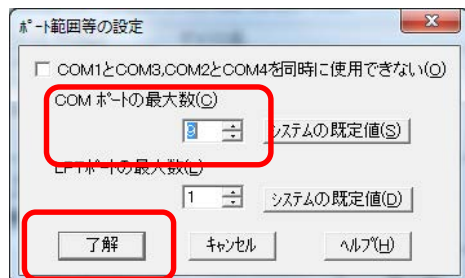 ﾎﾟｰﾄ範囲等の設定
COM1とCOM3,COM2とCOM4を同時に使用できない(O)
COM ﾎﾟｰﾄの最大数(C)
9
システムの既定値(S)
LPTﾎﾟｰﾄの最大数(L)
1
システムの既定値(D)
了解
キャンセル
ヘルプ(H)